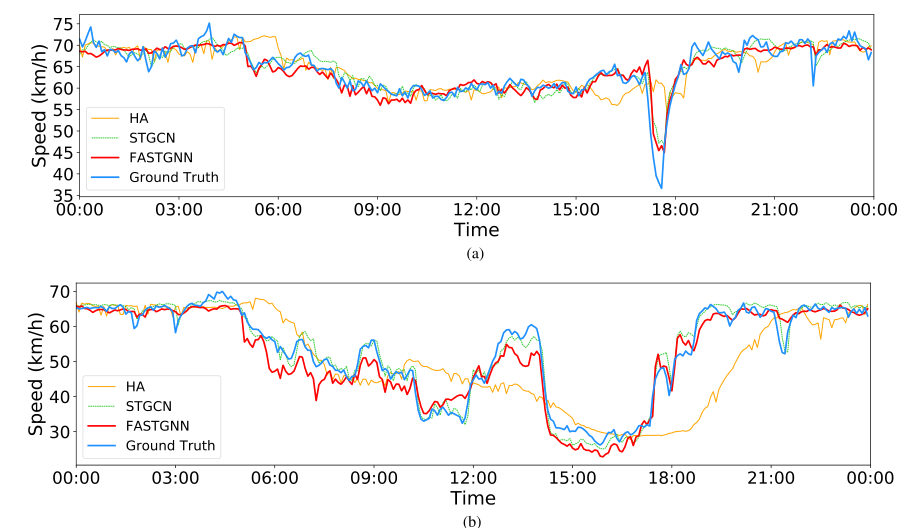 75
70
65
60
55
50
45
40
35
Speed (km/h)
HA
STGCN
FASTGNN
Ground Truth
00:00 03:00 06:00 09:00 12:00 15:00 18:00 21:00 00:00
Time
(a)
70
60
50
40
30
Speed (km/h)
HA
STGCN
FASTGNN
Ground Truth
00:00 03:00 06:00 09:00 12:00 15:00 18:00 21:00 00:00
Time
(b)